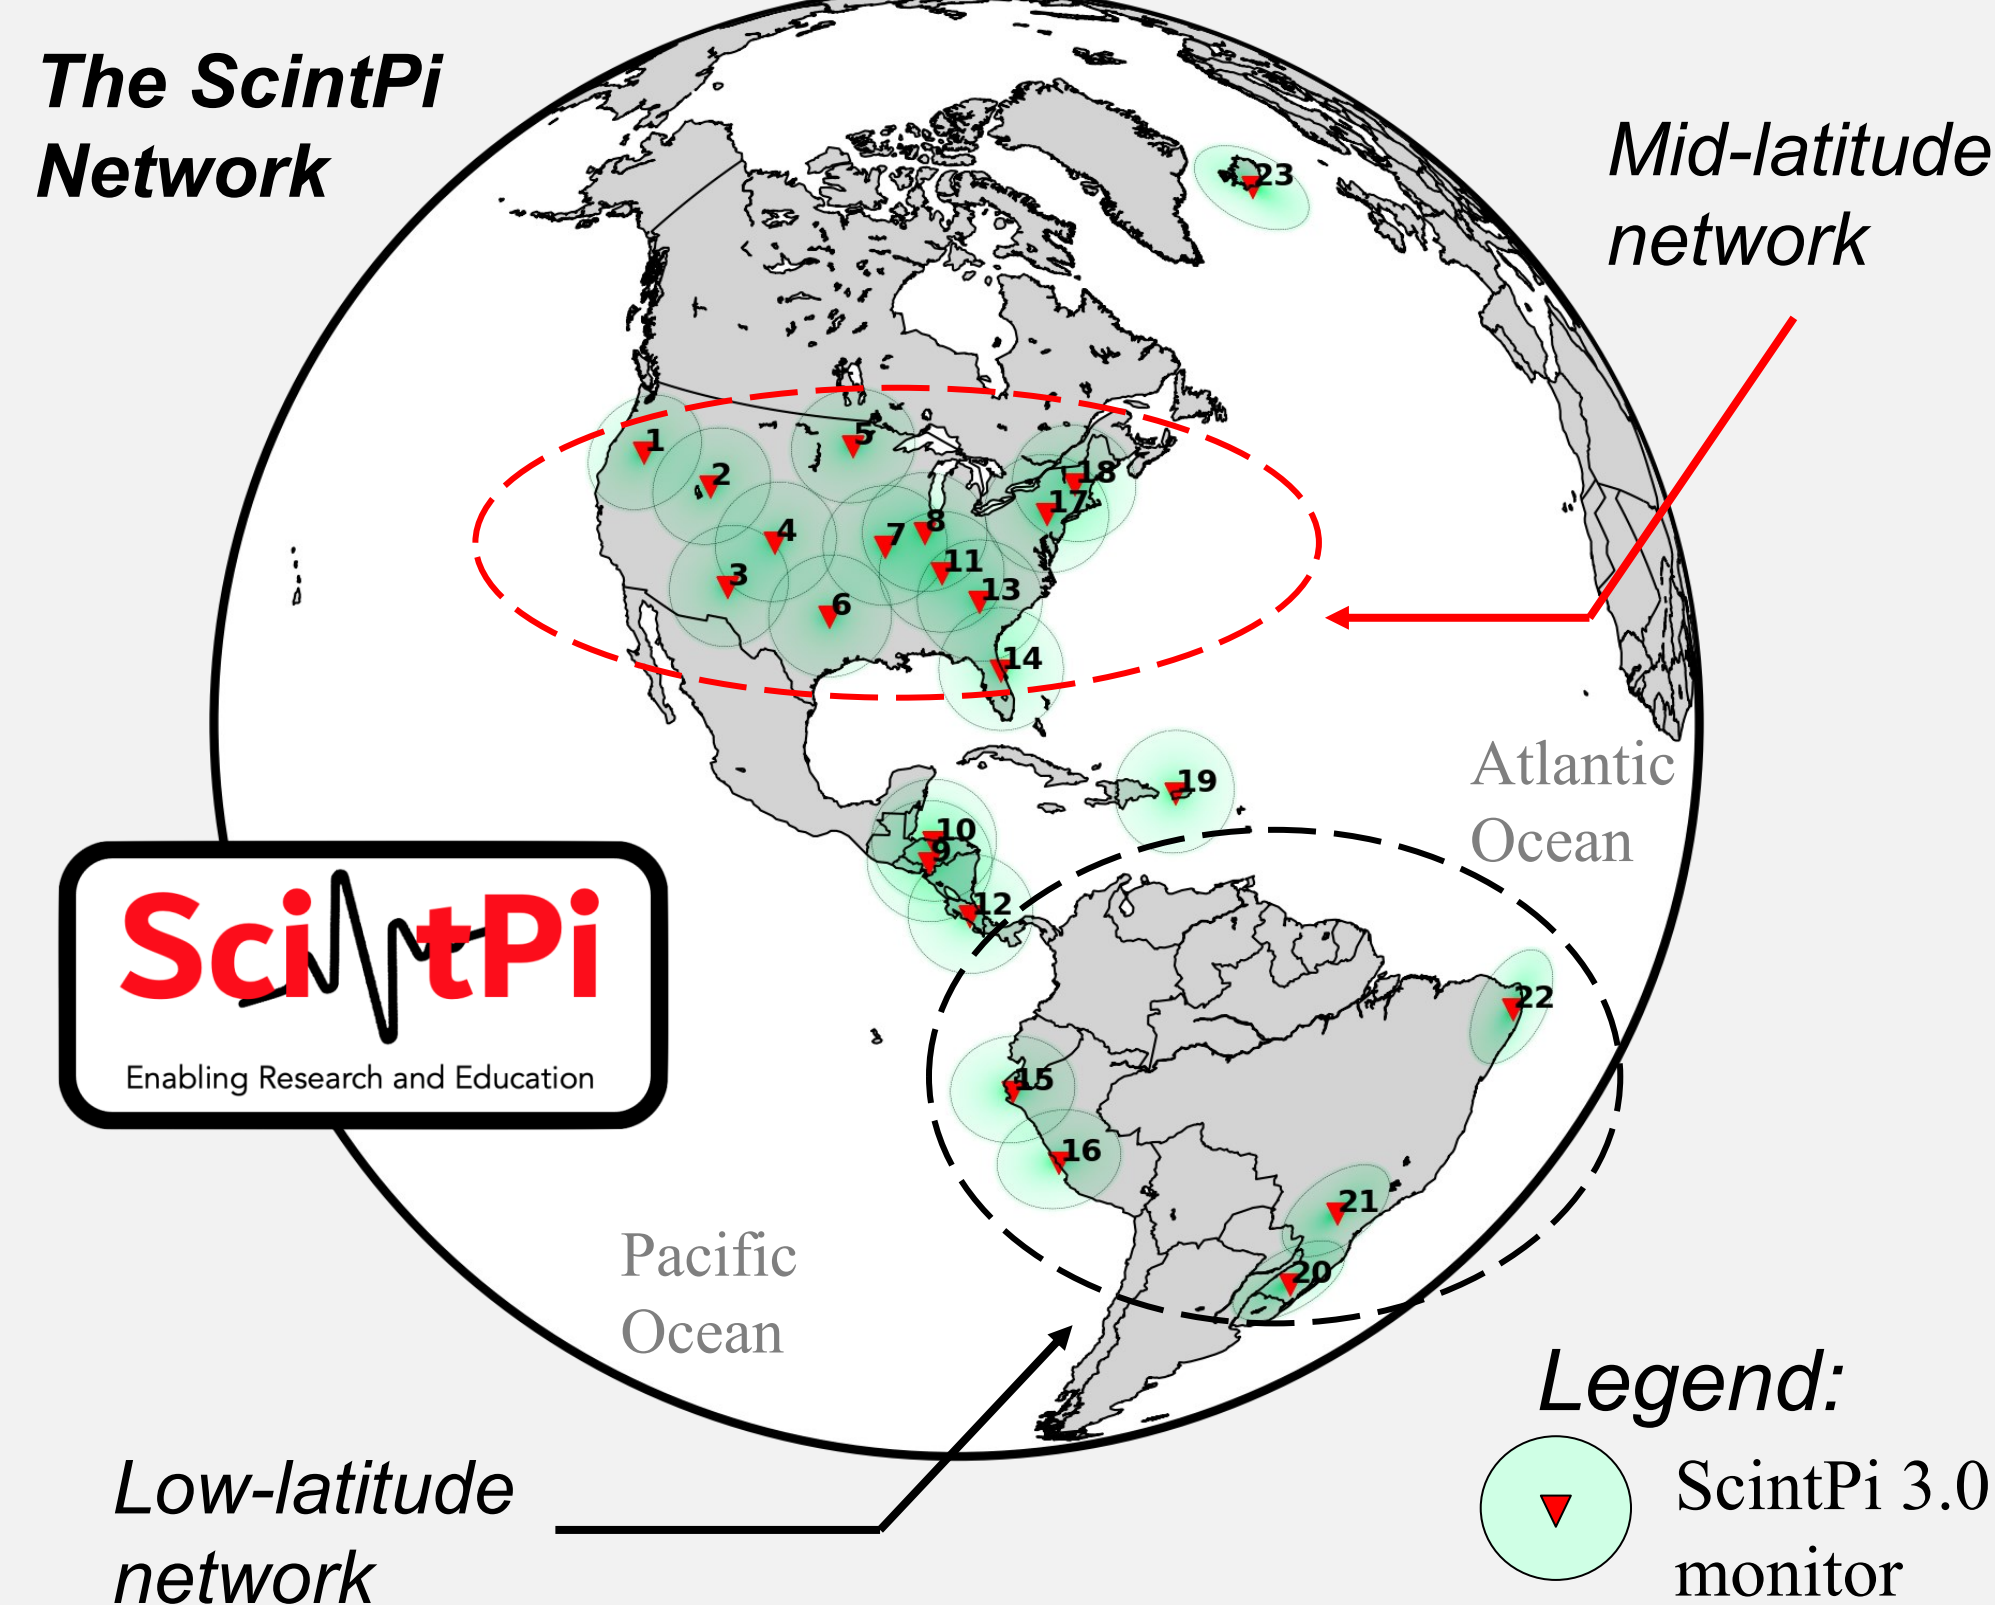 The ScintPi
Network
Mid-latitude
network
23
1
5
2
18
17
4
7
8
11
3
13
6
14
Atlantic
Ocean
19
10
9
12
ScintPi
Enabling Research and Education
22
15
16
21
20
Pacific
Ocean
Low-latitude
network
Legend:
ScintPi 3.0
monitor